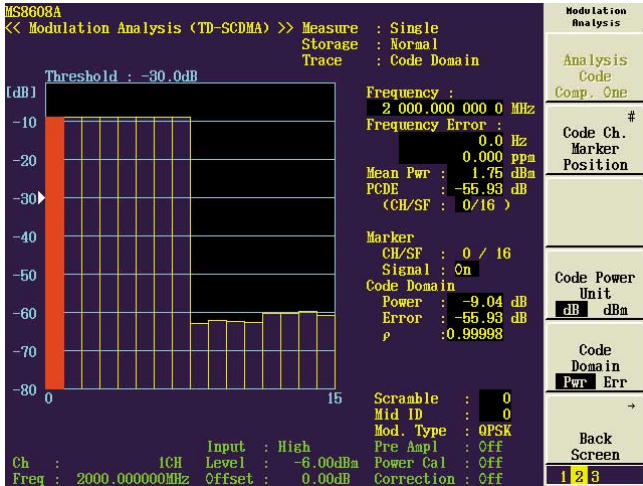 MS8608A
<< Modulation Analysis (TD-SCDMA) >> Measure : Single
Storage : Normal
Trace : Code Domain
Threshold : -30.0dB
[dB]
-10
-20
-30
-40
-50
-60
-70
-80
0
15
Frequency :
2 000.000 000 0 MHz
Frequency Error :
0.0 Hz
0.000 ppm
Mean Pwr : 1.75 dBm
PCDE : -55.93 dB
(CH/SF : 0/16 )
Marker
CH/SF : 0 / 16
Signal : On
Code Domain
Power : -9.04 dB
Error : -55.93 dB
ρ :0.99998
Scramble : 0
Mid ID : 0
Mod. Type : QPSK
Input : High Pre Ampl : Off
Ch : 1CH Level : -6.00dBm Power Cal : Off
Freq : 2000.000000MHz Offset : 0.00dB Correction : Off
Modulation
Analysis
Analysis
Code
Comp. One
#
Code Ch.
Marker
Position
Code Power
Unit
dB dBm
Code
Domain
Pwr Err
→
Back
Screen
1 2 3